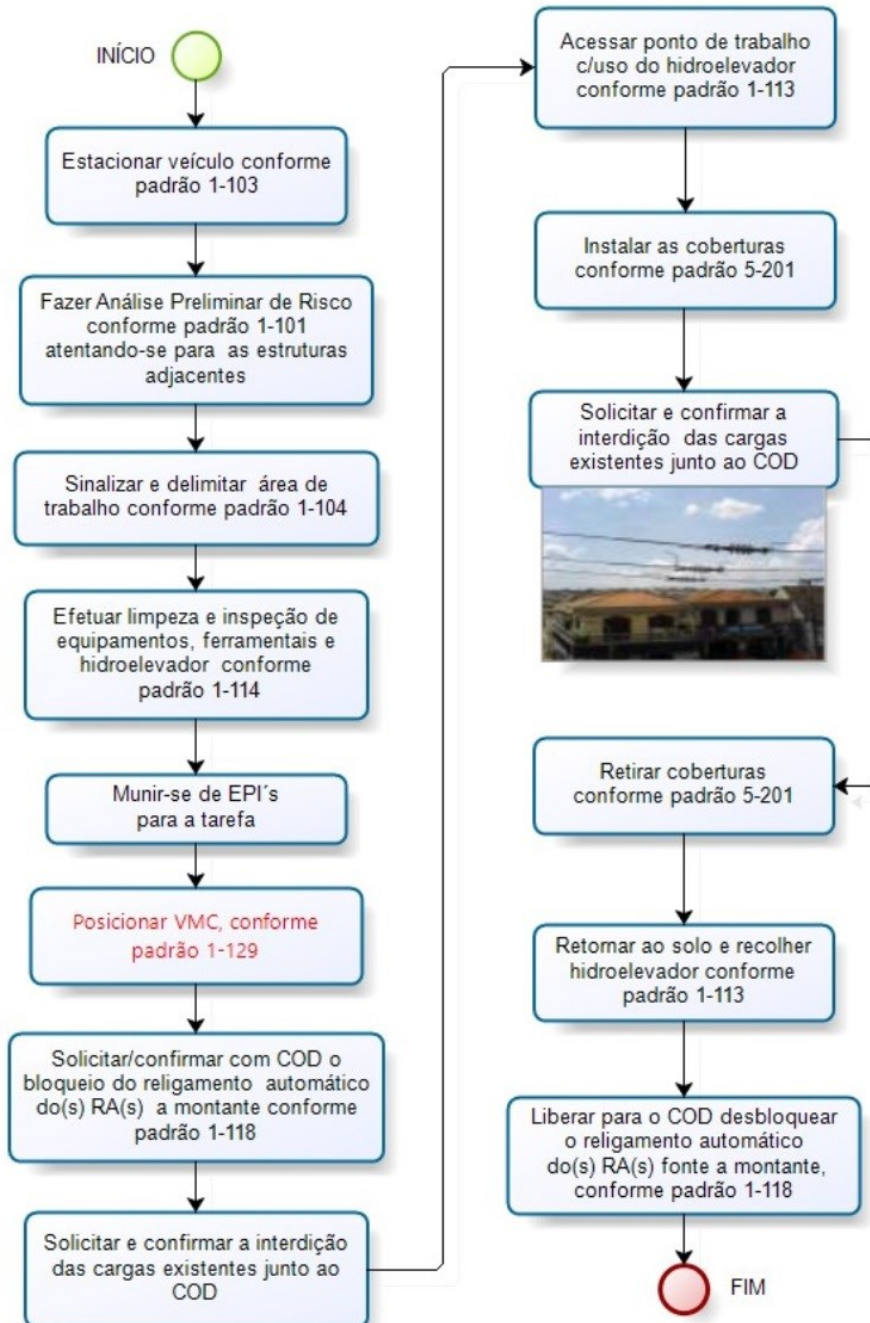 INÍCIO
Estacionar veículo conforme
padrão 1-103
Fazer Análise Preliminar de Risco
conforme padrão 1-101
atentando-se para as estruturas
adjacentes
Sinalizar e delimitar área de
trabalho conforme padrão 1-104
Efetuar limpeza e inspeção de
equipamentos, ferramentais e
hidroelevador conforme
padrão 1-114
Munir-se de EPI´s
para a tarefa
Posicionar VMC, conforme
padrão 1-129
Solicitar/confirmar com COD o
bloqueio do religamento automático
do(s) RA(s) a montante conforme
padrão 1-118
Solicitar e confirmar a interdição
das cargas existentes junto ao
COD
Acessar ponto de trabalho
c/uso do hidroelevador
conforme padrão 1-113
Instalar as coberturas
conforme padrão 5-201
Solicitar e confirmar a
interdição das cargas
existentes junto ao COD
Retirar coberturas
conforme padrão 5-201
Retornar ao solo e recolher
hidroelevador conforme
padrão 1-113
Liberar para o COD desbloquear
o religamento automático
do(s) RA(s) fonte a montante,
conforme padrão 1-118
FIM